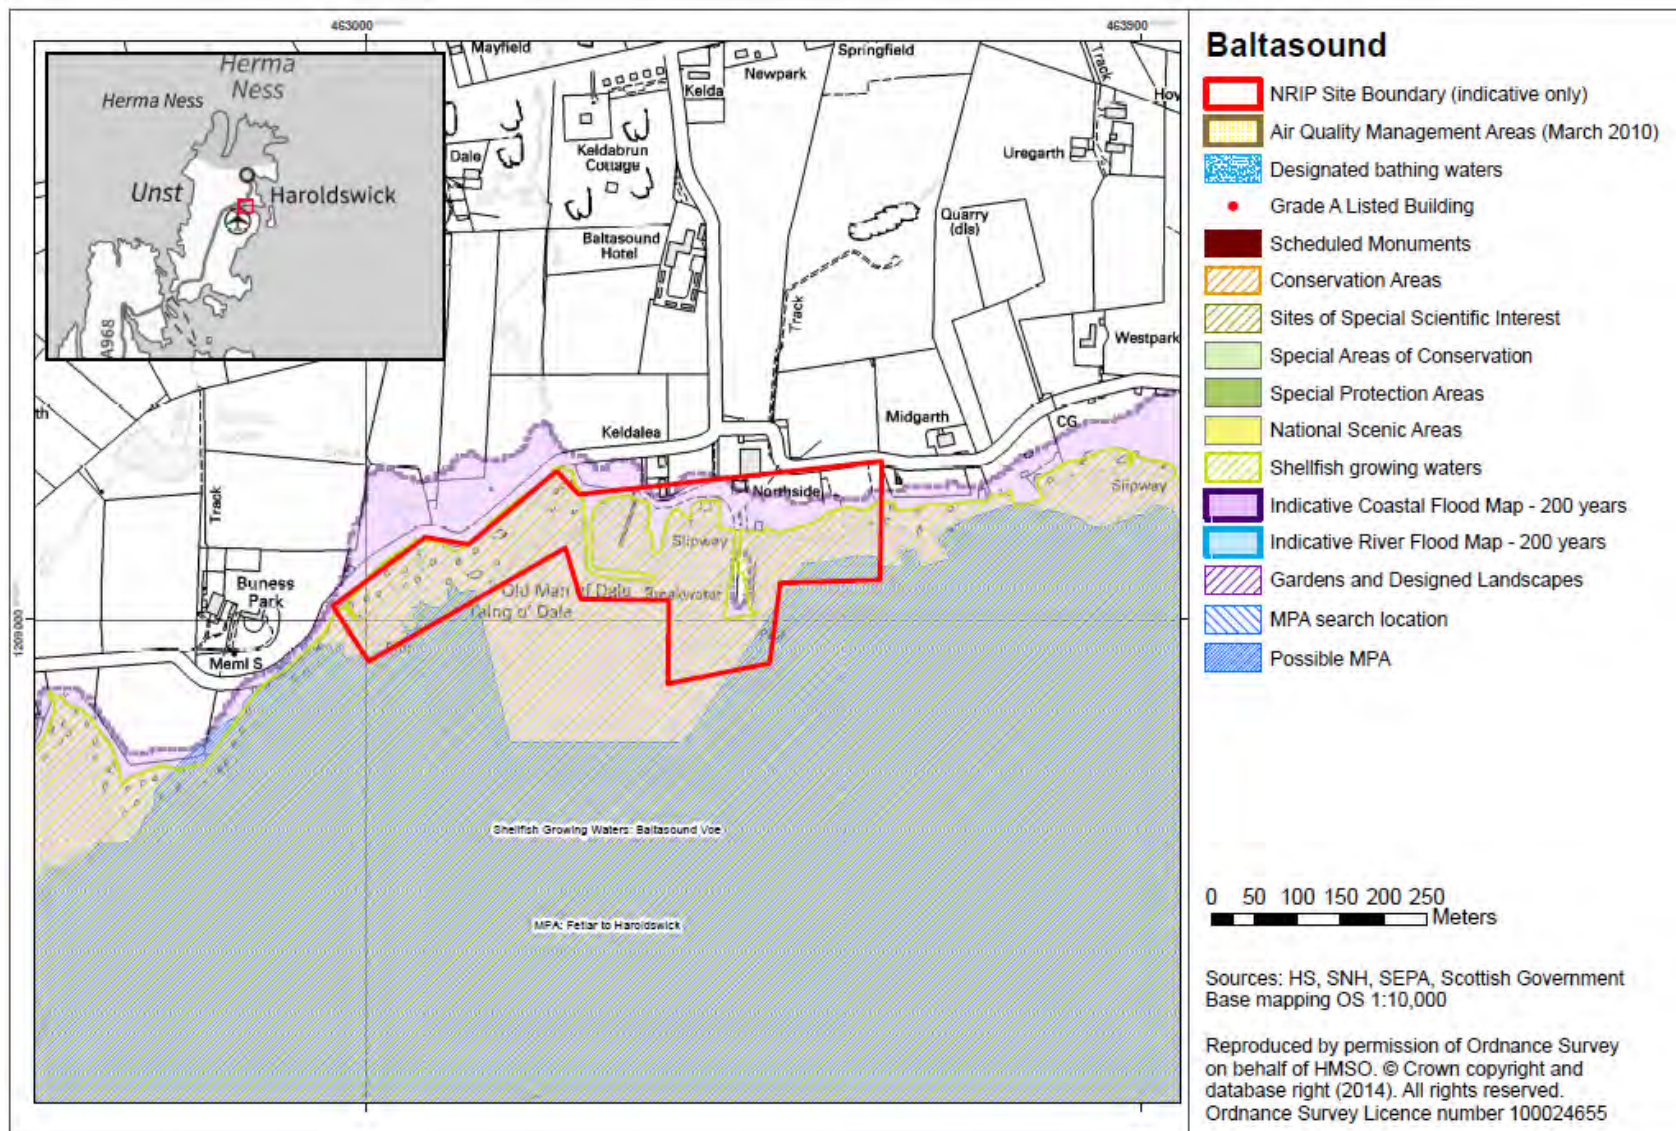 463000
463900
Herma
Ness
Herma Ness
Unst
Haroldswick
A968
Mayfield
Springfield
Newpark
Kelda
Track
Dale
Keldabrun
Cottage
Uregarth
Baltasound
Hotel
Quarry
(dis)
Track
Westpark
Midgarth
CG
Keldalea
Northside
Slipway
Slipway
Track
Buness
Park
Meml S
Old Man of Dale
Taing o' Dale
Breakwater
1209000
Shellfish Growing Waters: Baltasound Voe
MPA: Fetlar to Haroldswick
Baltasound
NRIP Site Boundary (indicative only)
Air Quality Management Areas (March 2010)
Designated bathing waters
Grade A Listed Building
Scheduled Monuments
Conservation Areas
Sites of Special Scientific Interest
Special Areas of Conservation
Special Protection Areas
National Scenic Areas
Shellfish growing waters
Indicative Coastal Flood Map - 200 years
Indicative River Flood Map - 200 years
Gardens and Designed Landscapes
MPA search location
Possible MPA
0 50 100 150 200 250
Meters
Sources: HS, SNH, SEPA, Scottish Government
Base mapping OS 1:10,000
Reproduced by permission of Ordnance Survey
on behalf of HMSO. © Crown copyright and
database right (2014). All rights reserved.
Ordnance Survey Licence number 100024655